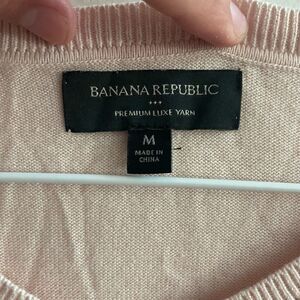 BANANA REPUBLIC
PREMIUM LUXE YARN
M
MADE IN
CHINA